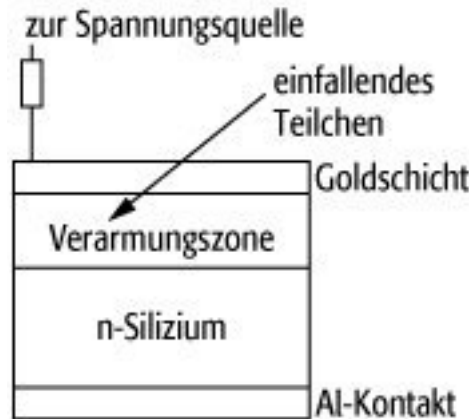 zur Spannungsquelle
einfallendes
Teilchen
Goldschicht
Verarmungszone
n-Silizium
Al-Kontakt